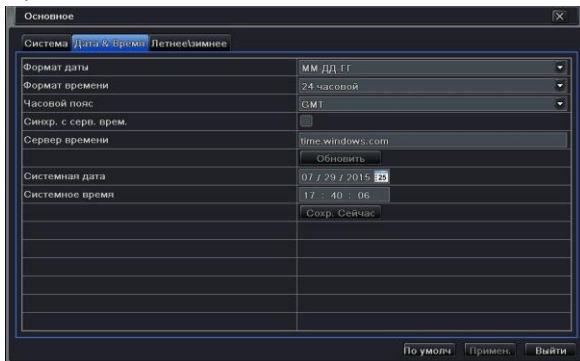 Основное
Система Дата & Время Летнее\зимнее
Формат даты ММ-ДД-ГГ
Формат времени 24 часовой
Часовой пояс GMT
Синхр. с серв. врем.
Сервер времени time.windows.com
Обновить
Системная дата 07 / 29 / 2015
Системное время 17 : 40 : 06
Сохр. Сейчас
По умолч Примен. Выйти